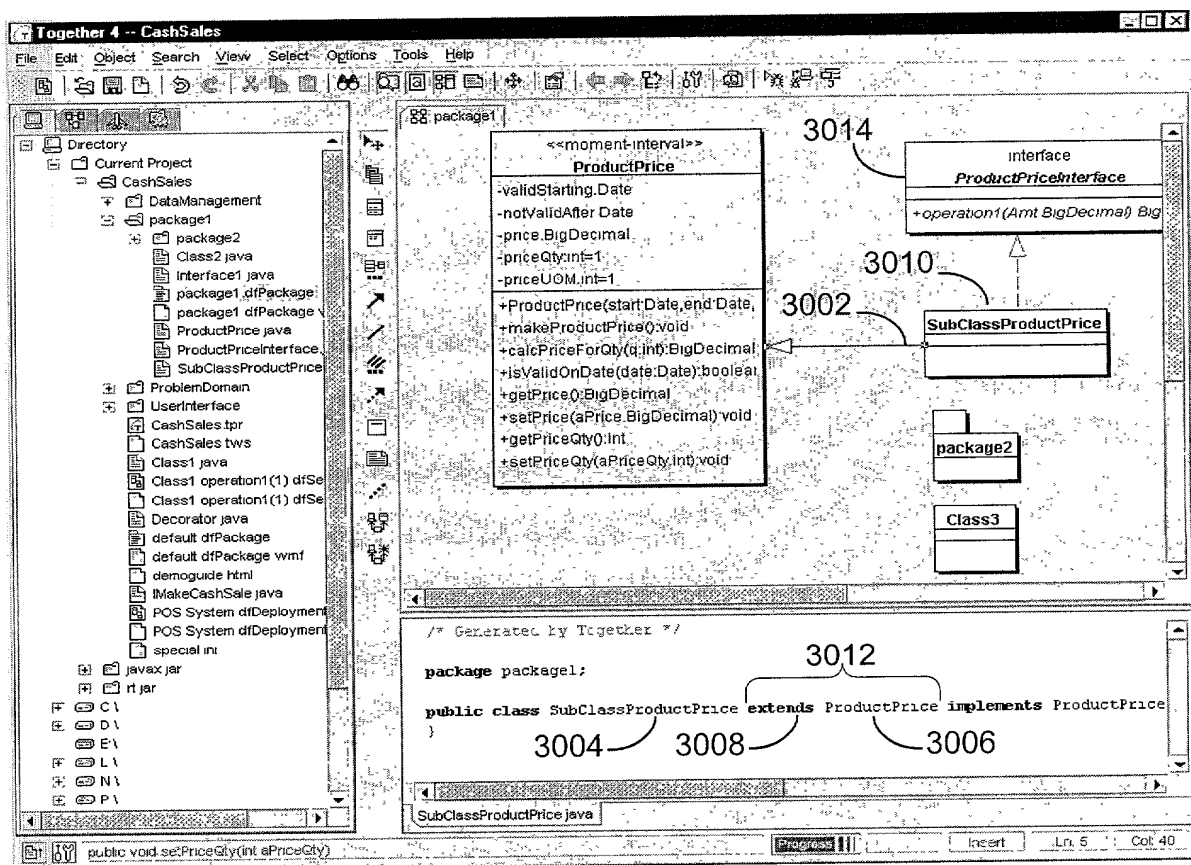 Together 4 -- CashSales
File Edit Object Search View Select Options Tools Help
Directory
Current Project
CashSales
DataManagement
package1
package2
Class2 java
Interface1 java
package1 dfPackage
package1 dfPackage v
ProductPrice java
ProductPriceInterface.
SubClassProductPrice
ProblemDomain
UserInterface
CashSales.tpr
CashSales tws
Class1 java
Class1 operation1(1) dfSe
Class1 operation1(1) dfSe
Decorator java
default dfPackage
default dfPackage wmf
demoguide html
IMakeCashSale java
POS System dfDeployment
POS System dfDeployment
special ini
javax jar
rt jar
C \
D \
E \
L \
N \
P \
package1
<<moment-interval>>
ProductPrice
-validStarting.Date
-notValidAfter Date
-price.BigDecimal
-priceQty:int=1
-priceUOM.int=1
+ProductPrice(start Date,end Date,
+makeProductPrice():void
+calcPriceForQty(q:int):BigDecimal
+isValidOnDate(date:Date):boolean
+getPrice():BigDecimal
+setPrice(aPrice.BigDecimal) void
+getPriceQty():int
+setPriceQty(aPriceQty.int):void
3014
interface
ProductPriceInterface
+operation1(Amt BigDecimal) Big
3010
3002
SubClassProductPrice
package2
Class3
/* Generated by Together */
package package1;
3012
public class SubClassProductPrice extends ProductPrice implements ProductPrice
}
3004 3008 3006
SubClassProductPrice java
public void setPriceQty(int aPriceQty)
Progress
Insert
Ln. 5
Col: 40